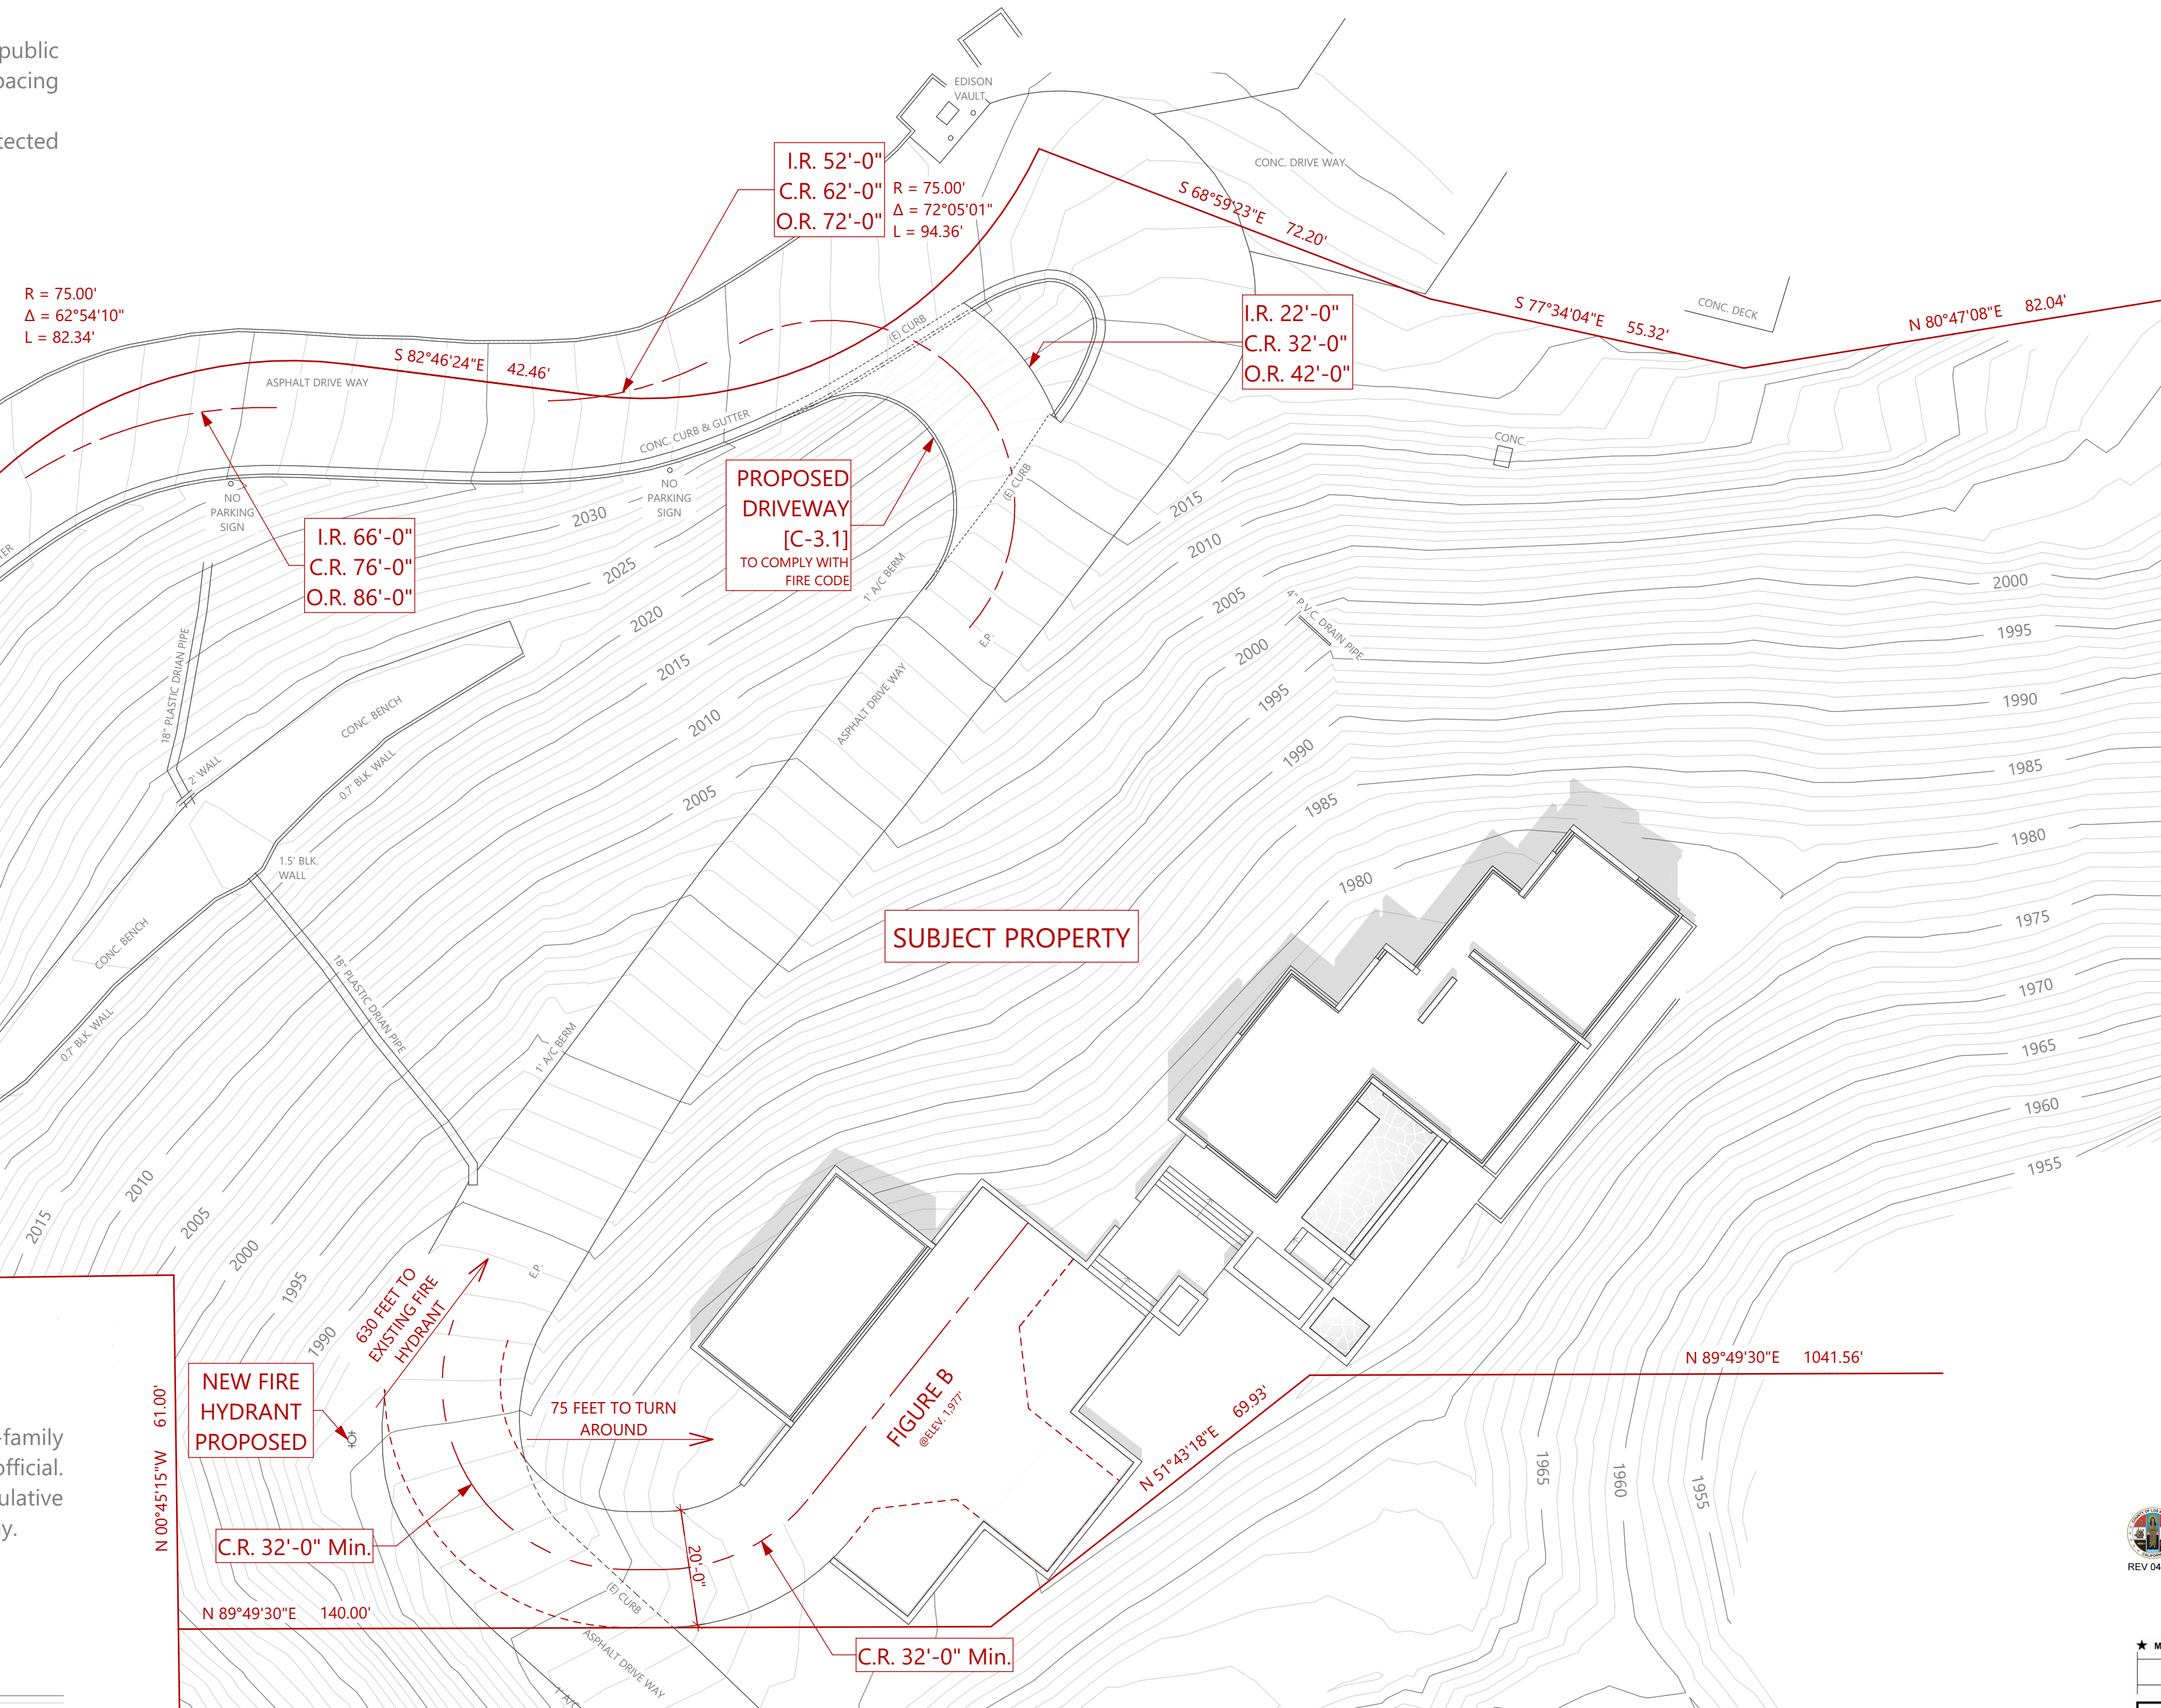 public
pacing
tected
EDISON
VAULT
CONC. DRIVE WAY
I.R. 52'-0"
C.R. 62'-0"
O.R. 72'-0"
R = 75.00'
Δ = 72°05'01"
L = 94.36'
S 68°59'23"E 72.20'
R = 75.00'
Δ = 62°54'10"
L = 82.34'
S 82°46'24"E 42.46'
ASPHALT DRIVE WAY
(E) CURB
I.R. 22'-0"
C.R. 32'-0"
O.R. 42'-0"
S 77°34'04"E 55.32'
CONC. DECK
N 80°47'08"E 82.04'
CONC. CURB & GUTTER
CONC.
NO
PARKING
SIGN
NO
PARKING
SIGN
PROPOSED
DRIVEWAY
[C-3.1]
TO COMPLY WITH
FIRE CODE
(E) CURB
I.R. 66'-0"
C.R. 76'-0"
O.R. 86'-0"
TER
2030
2025
2020
2015
2010
2005
1' A/C BERM
E.P.
ASPHALT DRIVE WAY
2015
2010
2005
2000
1995
1990
1985
1980
4" P.V.C. DRAIN PIPE
2000
1995
1990
1985
1980
1975
1970
1965
1960
1955
18" PLASTIC DRIAN PIPE
2' WALL
CONC. BENCH
0.7' BLK. WALL
1.5' BLK.
WALL
CONC. BENCH
0.7' BLK. WALL
18" PLASTIC DRIAN PIPE
1' A/C BERM
SUBJECT PROPERTY
2015
2010
2005
2000
1995
1990
E.P.
630 FEET TO
EXISTING FIRE
HYDRANT
NEW FIRE
HYDRANT
PROPOSED
75 FEET TO TURN
AROUND
FIGURE B
@ELEV. 1,977'
N 89°49'30"E 1041.56'
N 51°43'18"E 69.93'
N 00°45'15"W 61.00'
-family
official.
ulative
y.
C.R. 32'-0" Min.
20'-0"
(E) CURB
N 89°49'30"E 140.00'
ASPHALT DRIVE WAY
1' A/C
C.R. 32'-0" Min.
1965
1960
1955
REV 04
★ M